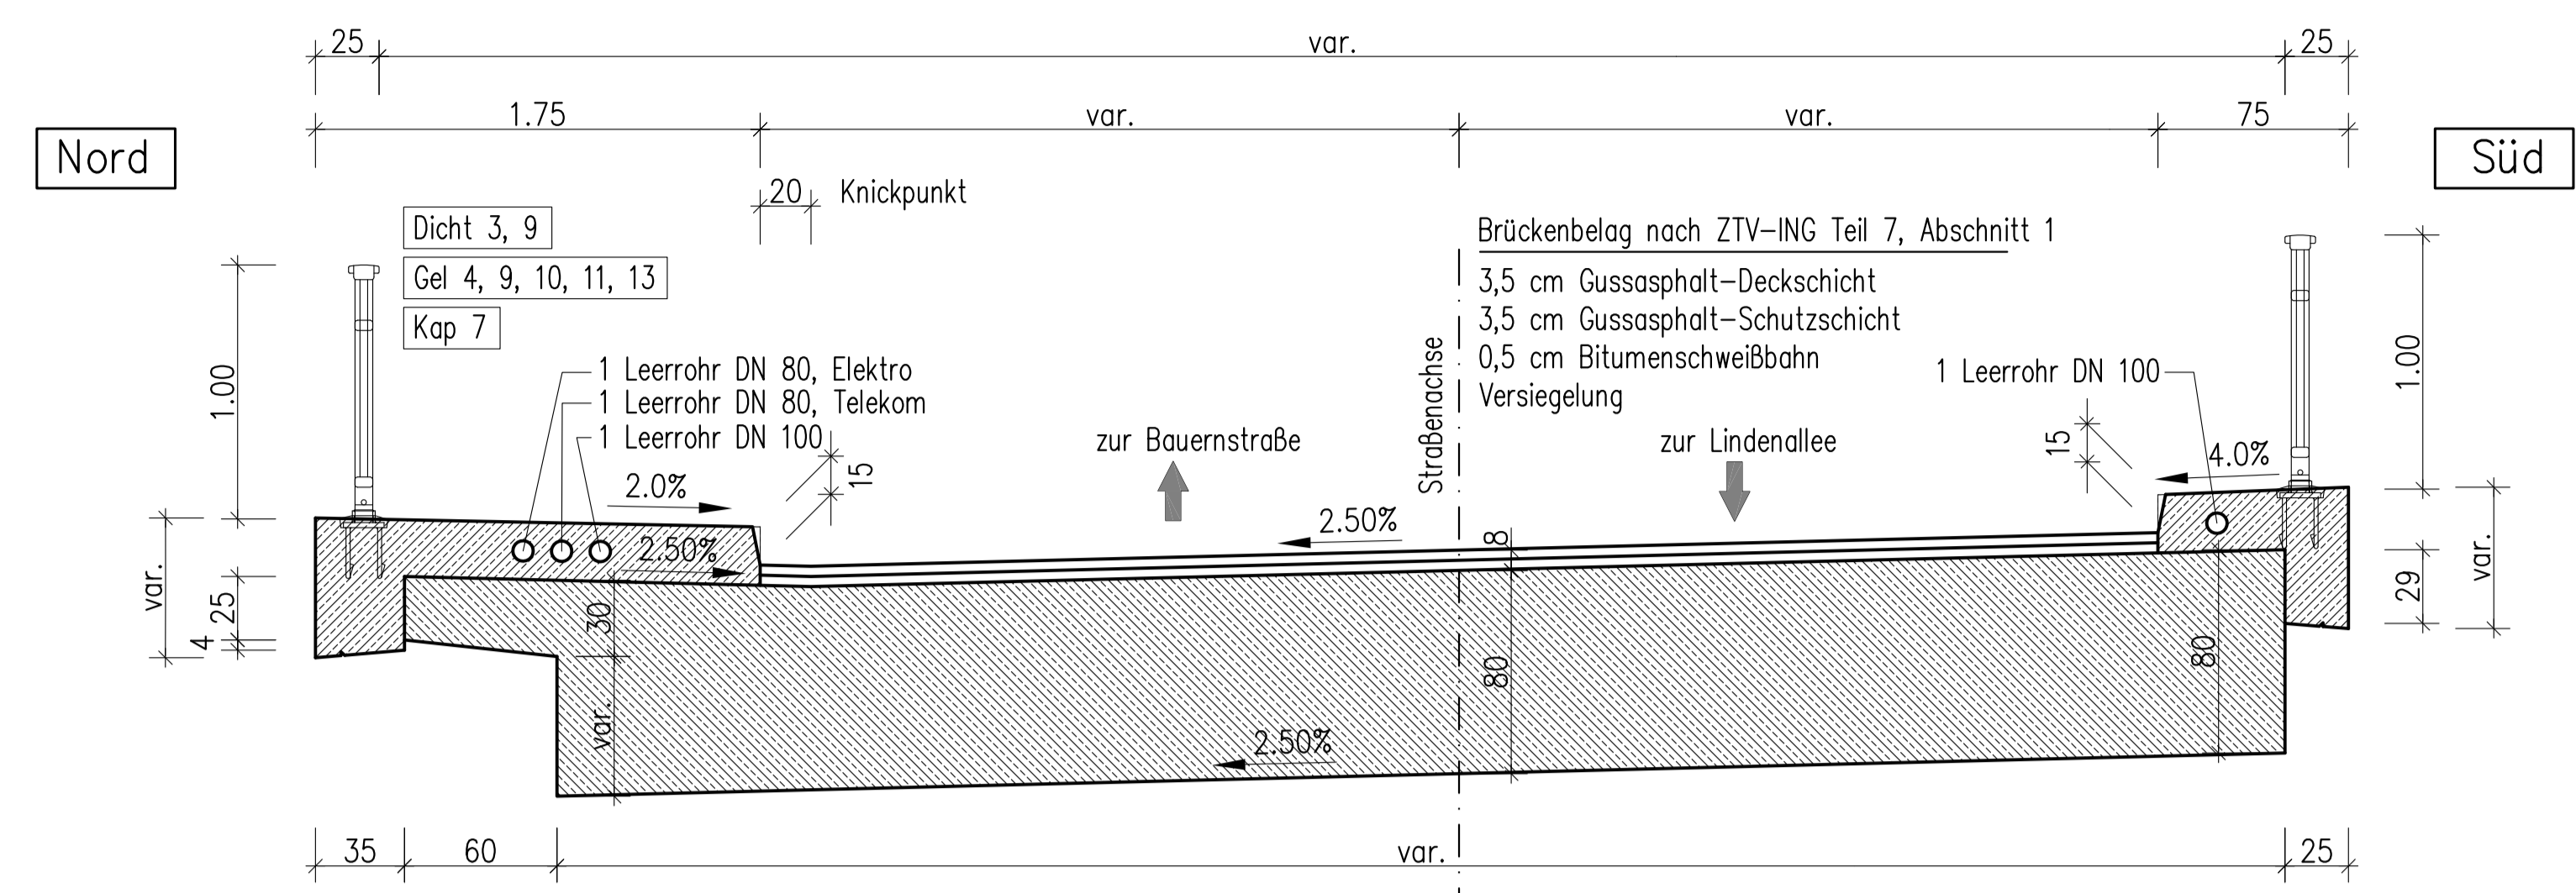 25 var. 25
1.75 var. var. 75
Nord
Süd
20 Knickpunkt
Dicht 3, 9
Gel 4, 9, 10, 11, 13
Kap 7
Brückenbelag nach ZTV-ING Teil 7, Abschnitt 1
3,5 cm Gussasphalt-Deckschicht
3,5 cm Gussasphalt-Schutzschicht
0,5 cm Bitumenschweißbahn
Versiegelung
1 Leerrohr DN 80, Elektro
1 Leerrohr DN 80, Telekom
1 Leerrohr DN 100
1 Leerrohr DN 100
Straßenachse
zur Bauernstraße
zur Lindenallee
1.00
1.00
15
15
2.0%
4.0%
2.50%
2.50%
8
var.
25
4
30
var.
80
80
29
var.
2.50%
35 60 var. 25